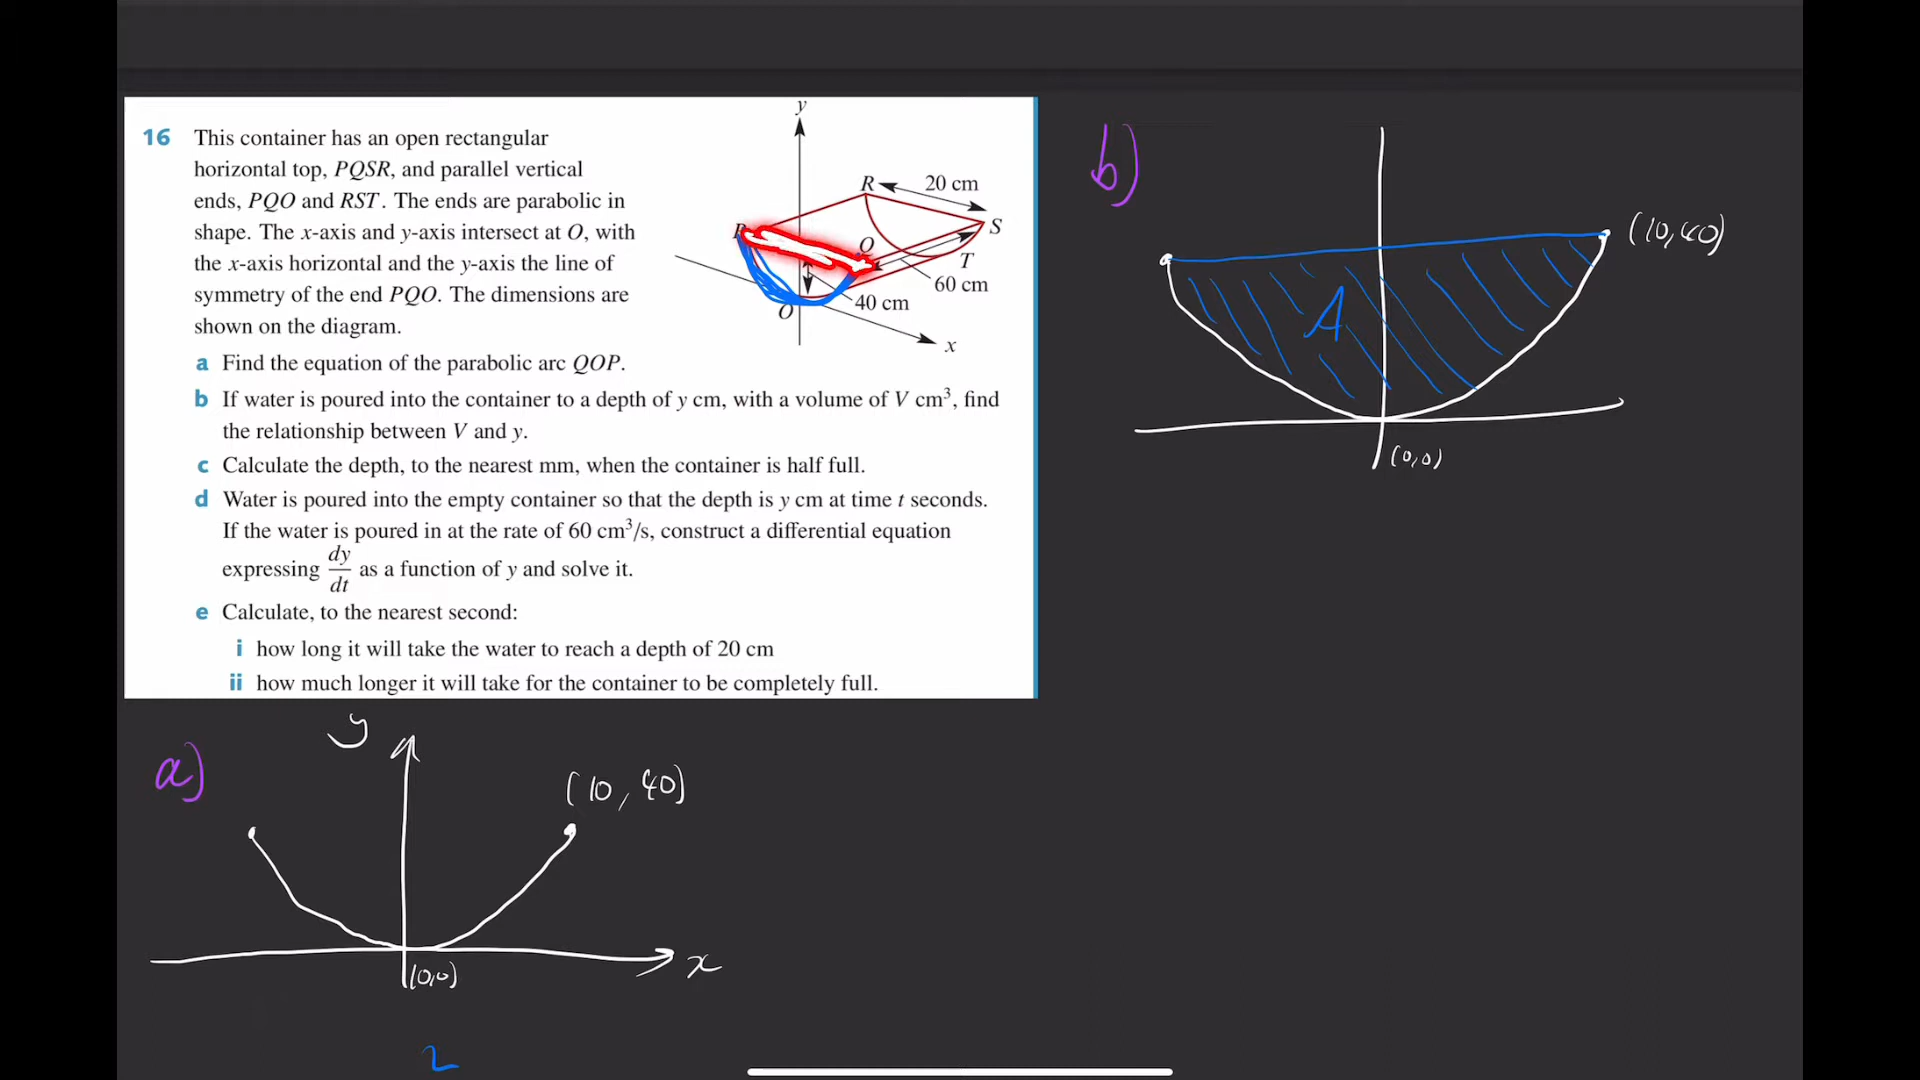 16 This container has an open rectangular
horizontal top, PQSR, and parallel vertical
ends, PQO and RST. The ends are parabolic in
shape. The x-axis and y-axis intersect at O, with
the x-axis horizontal and the y-axis the line of
symmetry of the end PQO. The dimensions are
shown on the diagram.
y
R
20 cm
S
P
Q
T
60 cm
40 cm
O
x
a Find the equation of the parabolic arc QOP.
b If water is poured into the container to a depth of y cm, with a volume of V cm³, find
the relationship between V and y.
c Calculate the depth, to the nearest mm, when the container is half full.
d Water is poured into the empty container so that the depth is y cm at time t seconds.
If the water is poured in at the rate of 60 cm³/s, construct a differential equation
expressing dy/dt as a function of y and solve it.
e Calculate, to the nearest second:
i how long it will take the water to reach a depth of 20 cm
ii how much longer it will take for the container to be completely full.
a)
y
(10, 40)
(0,0)
x
2
b)
(10,40)
A
(0,0)